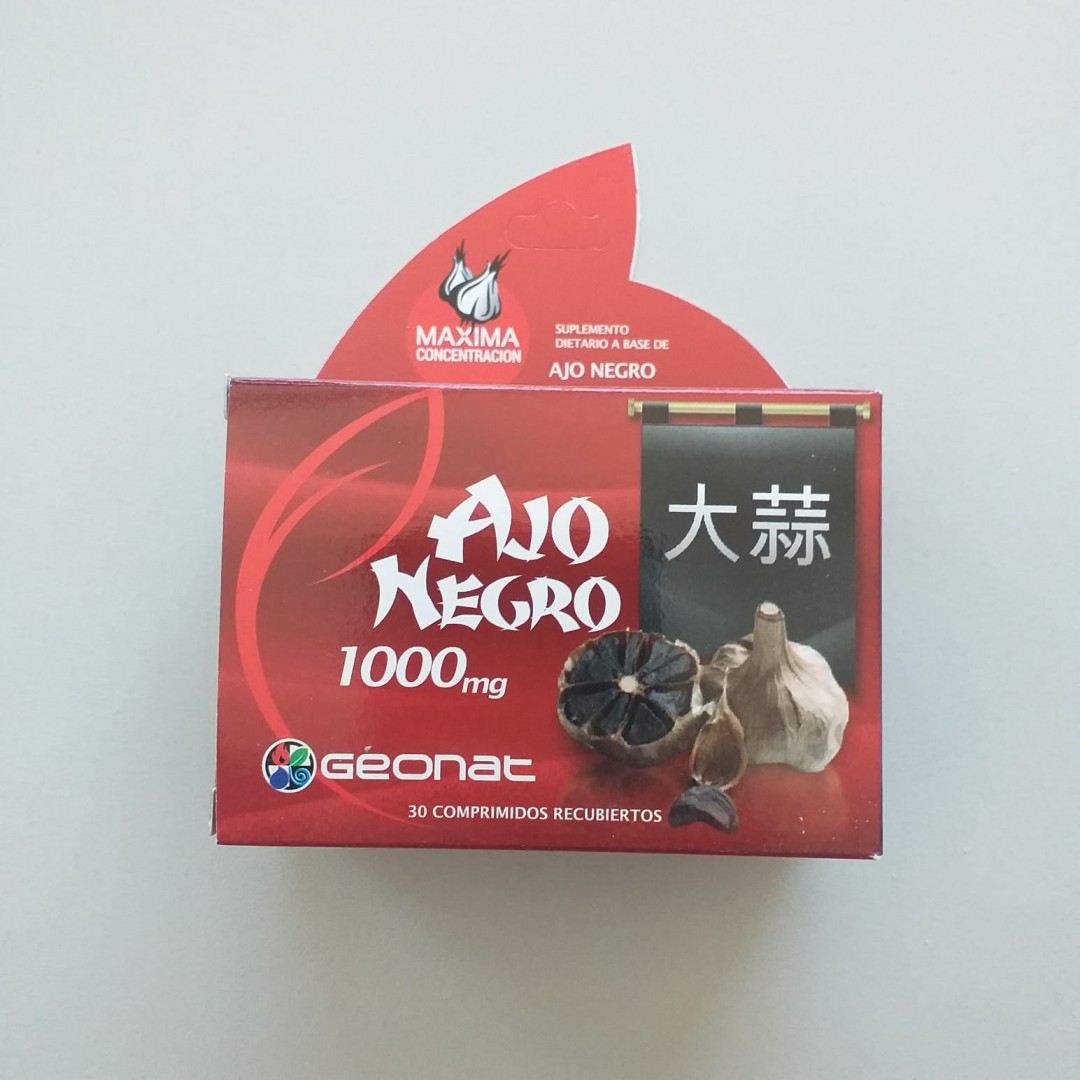 MAXIMA
CONCENTRACION
SUPLEMENTO
DIETARIO A BASE DE
AJO NEGRO
大蒜
AJO
NEGRO
1000mg
GéONAT
30 COMPRIMIDOS RECUBIERTOS